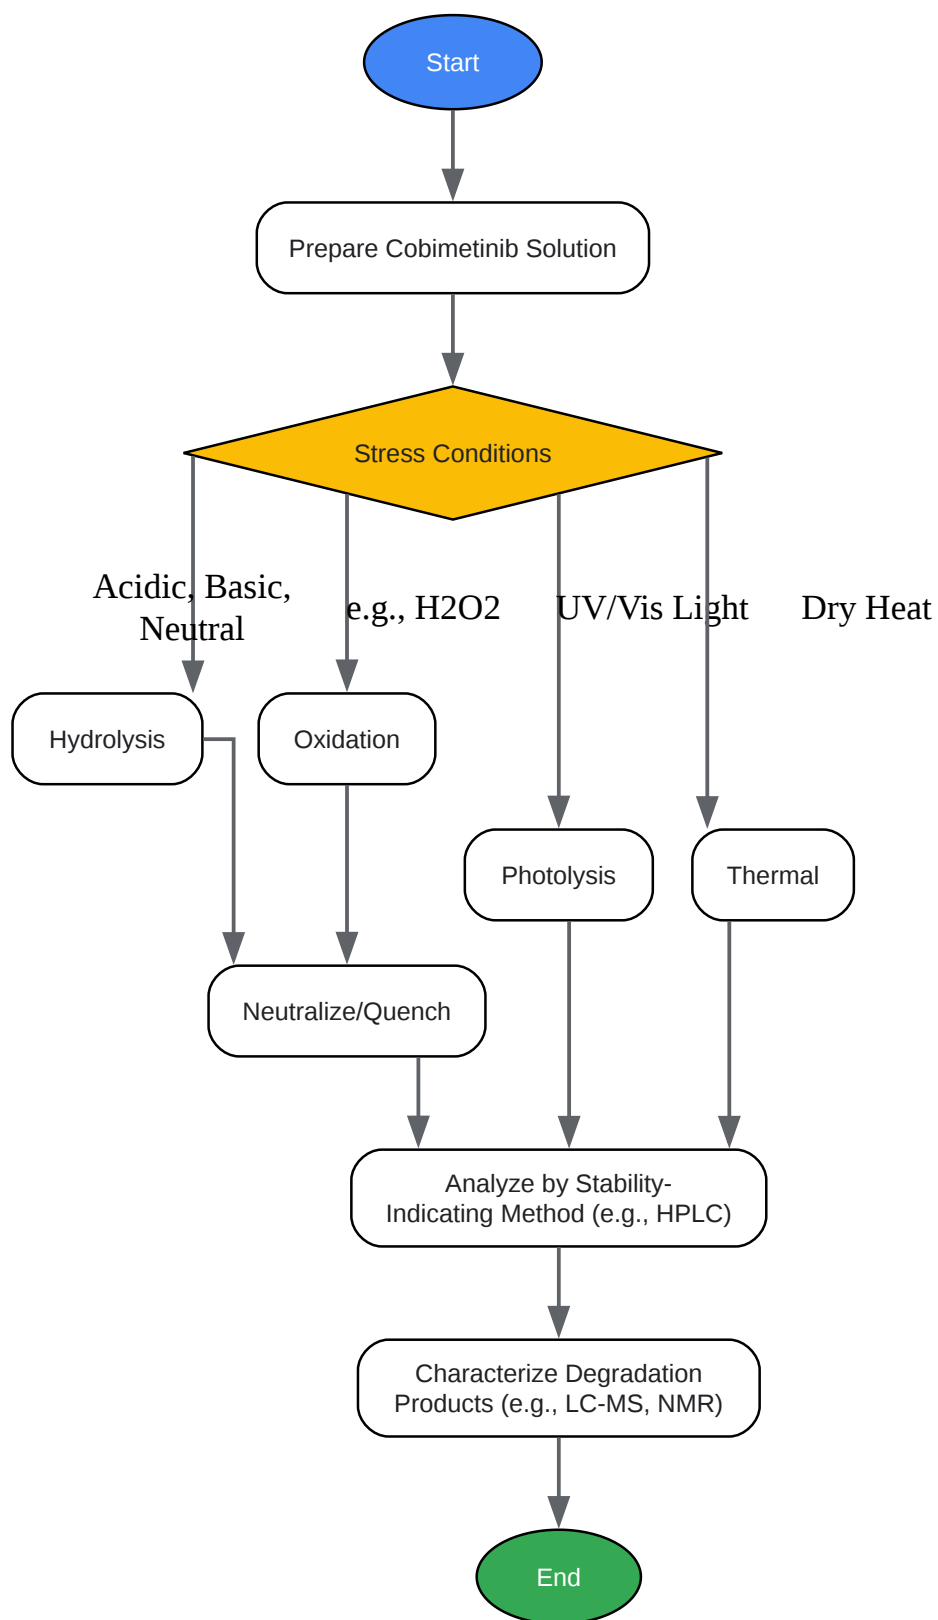 Start
Prepare Cobimetinib Solution
Stress Conditions
Acidic, Basic,
Neutral
e.g., H2O2
UV/Vis Light
Dry Heat
Hydrolysis
Oxidation
Photolysis
Thermal
Neutralize/Quench
Analyze by Stability-
Indicating Method (e.g., HPLC)
Characterize Degradation
Products (e.g., LC-MS, NMR)
End